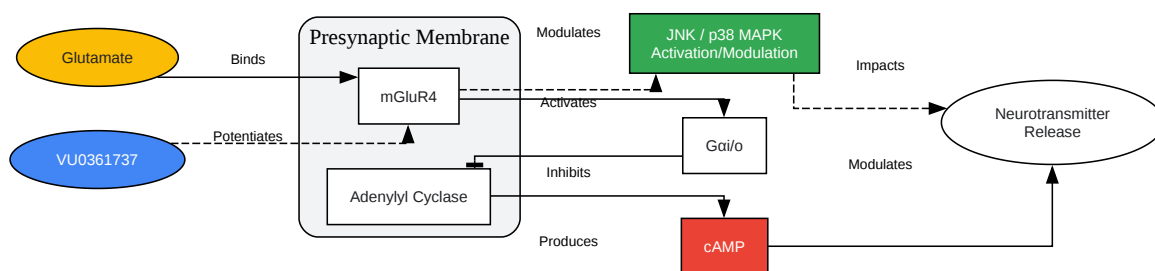 Presynaptic Membrane
Modulates
JNK / p38 MAPK
Activation/Modulation
Glutamate
Binds
Impacts
mGluR4
Activates
Neurotransmitter
Release
Potentiates
VU0361737
Gαi/o
Inhibits
Modulates
Adenylyl Cyclase
Produces
cAMP